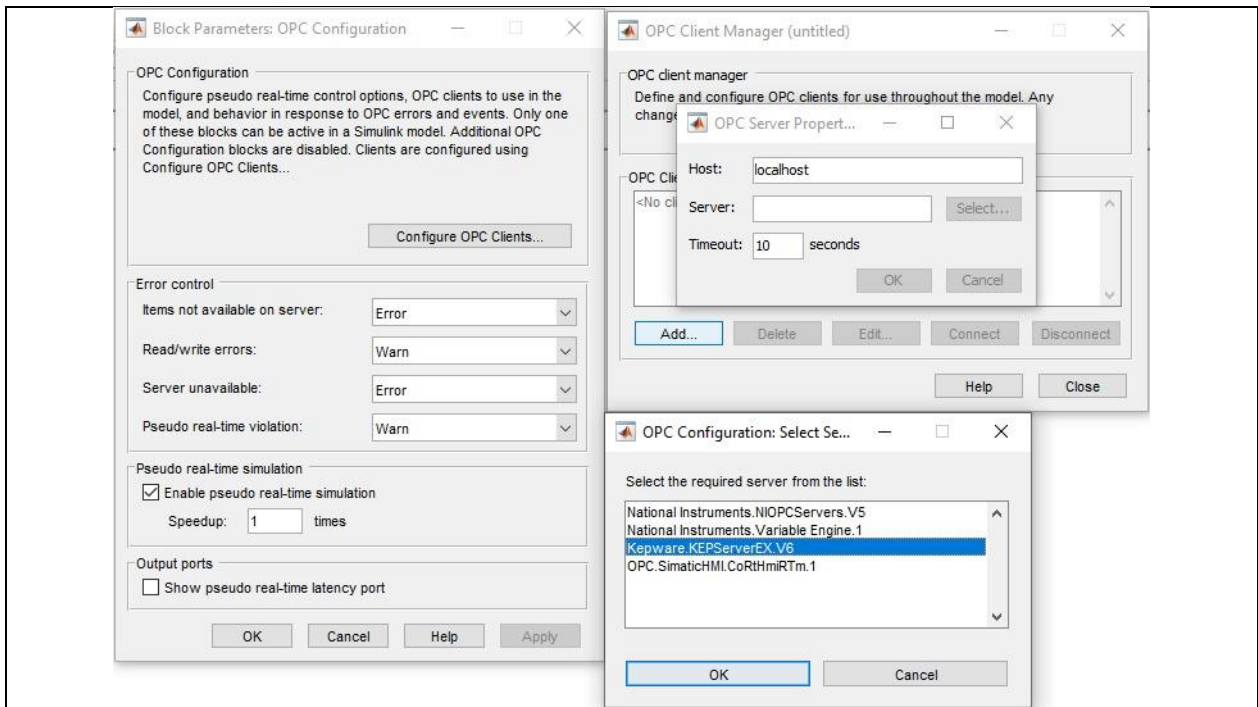 Block Parameters: OPC Configuration
OPC Configuration
Configure pseudo real-time control options, OPC clients to use in the
model, and behavior in response to OPC errors and events. Only one
of these blocks can be active in a Simulink model. Additional OPC
Configuration blocks are disabled. Clients are configured using
Configure OPC Clients...
Configure OPC Clients...
Error control
Items not available on server: Error
Read/write errors: Warn
Server unavailable: Error
Pseudo real-time violation: Warn
Pseudo real-time simulation
Enable pseudo real-time simulation
Speedup: 1 times
Output ports
Show pseudo real-time latency port
OK Cancel Help Apply
OPC Client Manager (untitled)
OPC client manager
Define and configure OPC clients for use throughout the model. Any
OPC Server Propert...
Host: localhost
Server: Select...
Timeout: 10 seconds
OK Cancel
OPC
<No
Add... Delete Edit... Connect Disconnect
Help Close
OPC Configuration: Select Se...
Select the required server from the list:
National Instruments.NIOPCServers.V5
National Instruments.Variable Engine.1
Kepware.KEPServerEX.V6
OPC.SimaticHMI.CoRtHmiRTm.1
OK Cancel